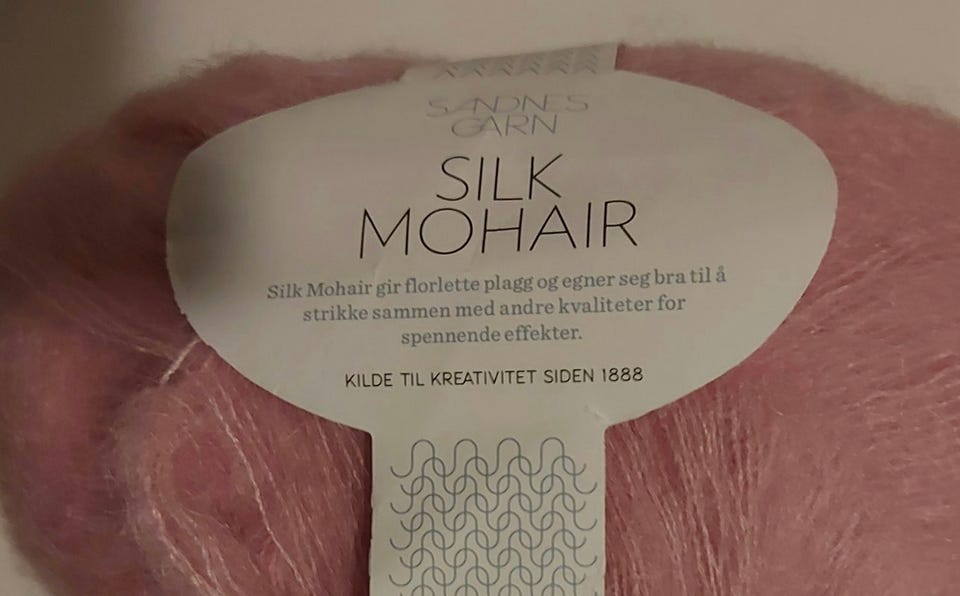 SANDNES
GARN
SILK
MOHAIR
Silk Mohair gir florlette plagg og egner seg bra til å
strikke sammen med andre kvaliteter for
spennende effekter.
KILDE TIL KREATIVITET SIDEN 1888